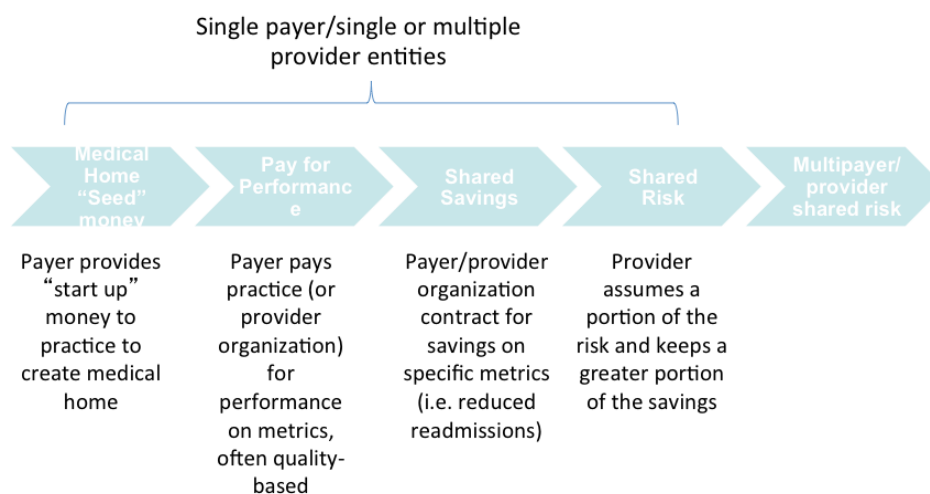 Single payer/single or multiple
provider entities
Medical
Home
“Seed”
money
Pay for
Performanc
e
Shared
Savings
Shared
Risk
Multipayer/
provider
shared risk
Payer provides
“start up”
money to
practice to
create medical
home
Payer pays
practice (or
provider
organization)
for
performance
on metrics,
often quality-
based
Payer/provider
organization
contract for
savings on
specific metrics
(i.e. reduced
readmissions)
Provider
assumes a
portion of the
risk and keeps a
greater portion
of the savings